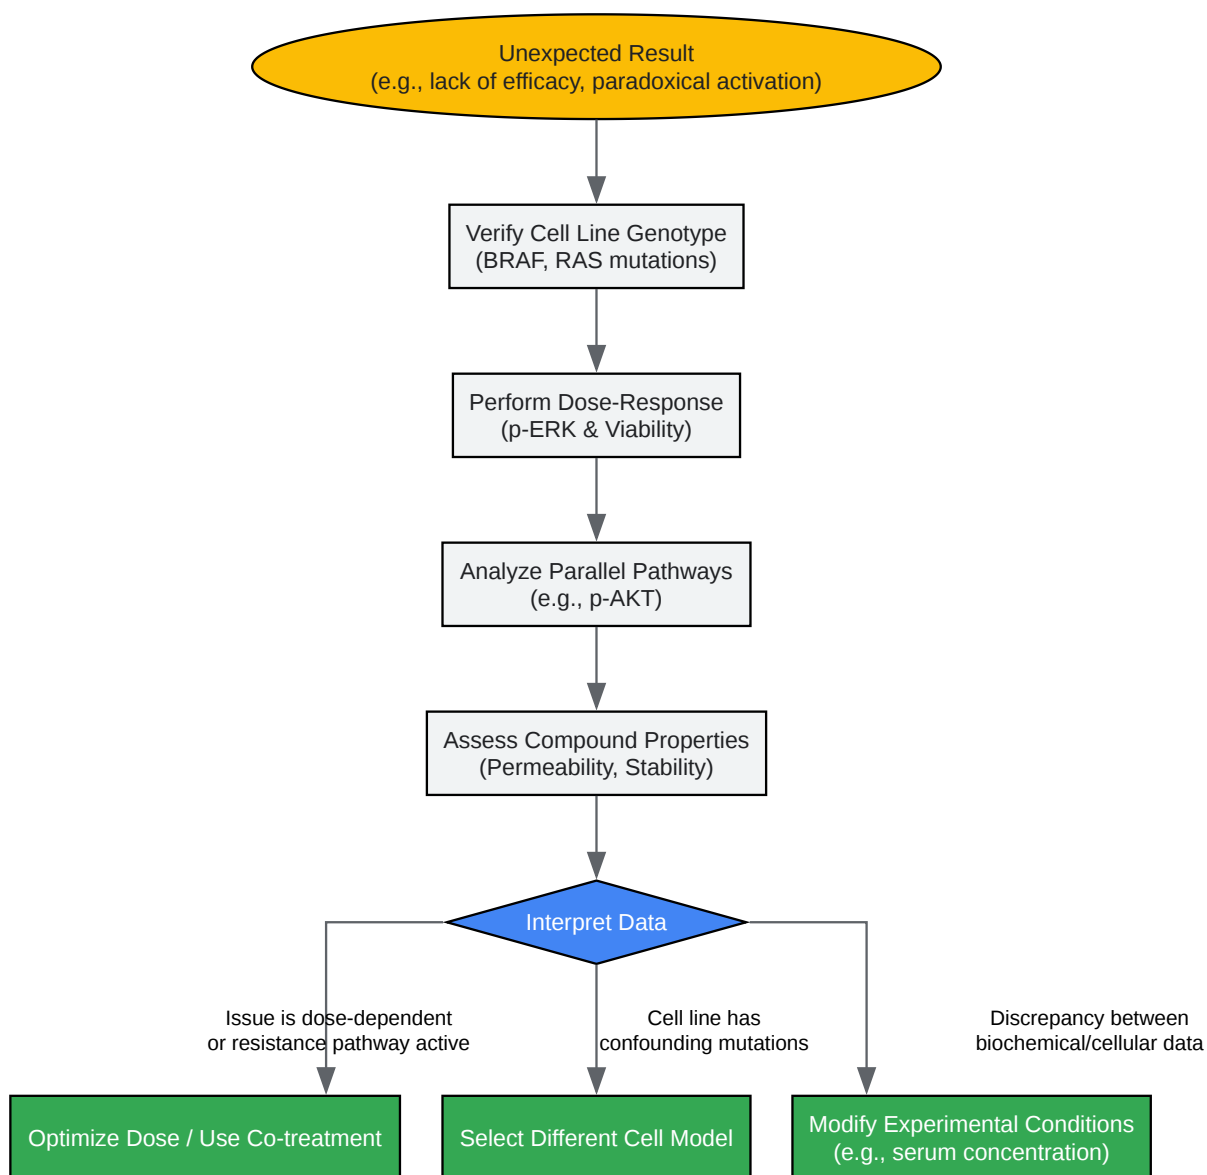 Unexpected Result
(e.g., lack of efficacy, paradoxical activation)
Verify Cell Line Genotype
(BRAF, RAS mutations)
Perform Dose-Response
(p-ERK & Viability)
Analyze Parallel Pathways
(e.g., p-AKT)
Assess Compound Properties
(Permeability, Stability)
Interpret Data
Issue is dose-dependent
or resistance pathway active
Cell line has
confounding mutations
Discrepancy between
biochemical/cellular data
Optimize Dose / Use Co-treatment
Select Different Cell Model
Modify Experimental Conditions
(e.g., serum concentration)